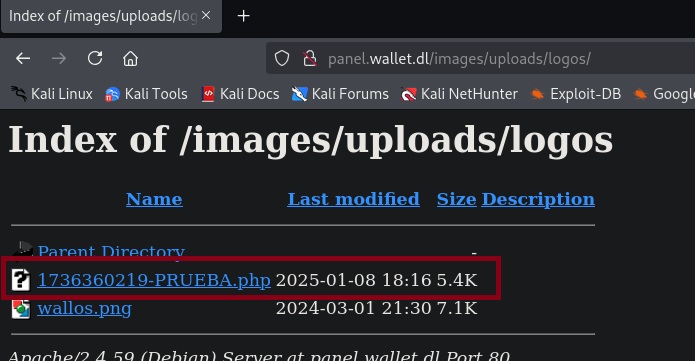 Index of /images/uploads/log
panel.wallet.dl/images/uploads/logos/
Kali Linux Kali Tools Kali Docs Kali Forums Kali NetHunter Exploit-DB Googl
Index of /images/uploads/logos
Name Last modified Size Description
Parent Directory -
1736360219-PRUEBA.php 2025-01-08 18:16 5.4K
wallos.png 2024-03-01 21:30 7.1K
Apache/2.4.59 (Debian) Server at panel.wallet.dl Port 80